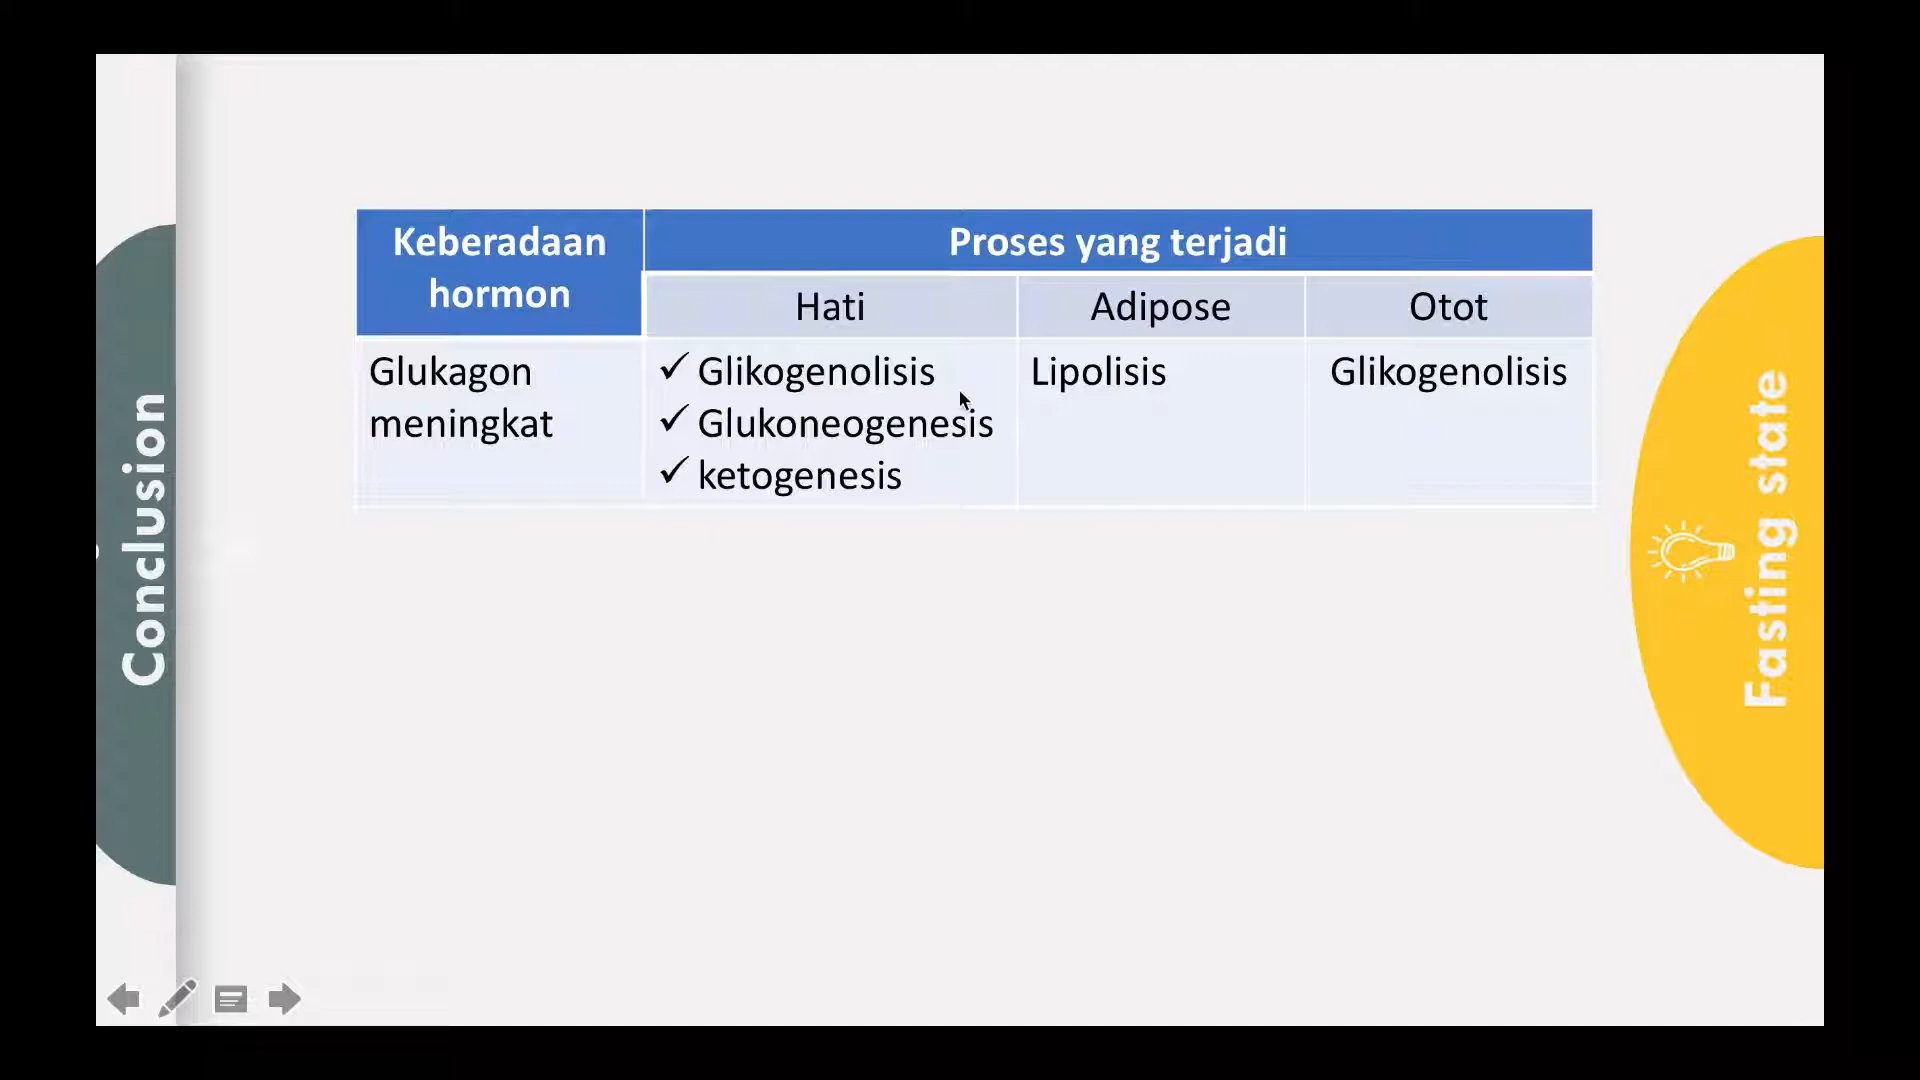 Conclusion
Keberadaan
hormon
Proses yang terjadi
Hati
Adipose
Otot
Glukagon
meningkat
✓ Glikogenolisis
✓ Glukoneogenesis
✓ ketogenesis
Lipolisis
Glikogenolisis
Fasting state